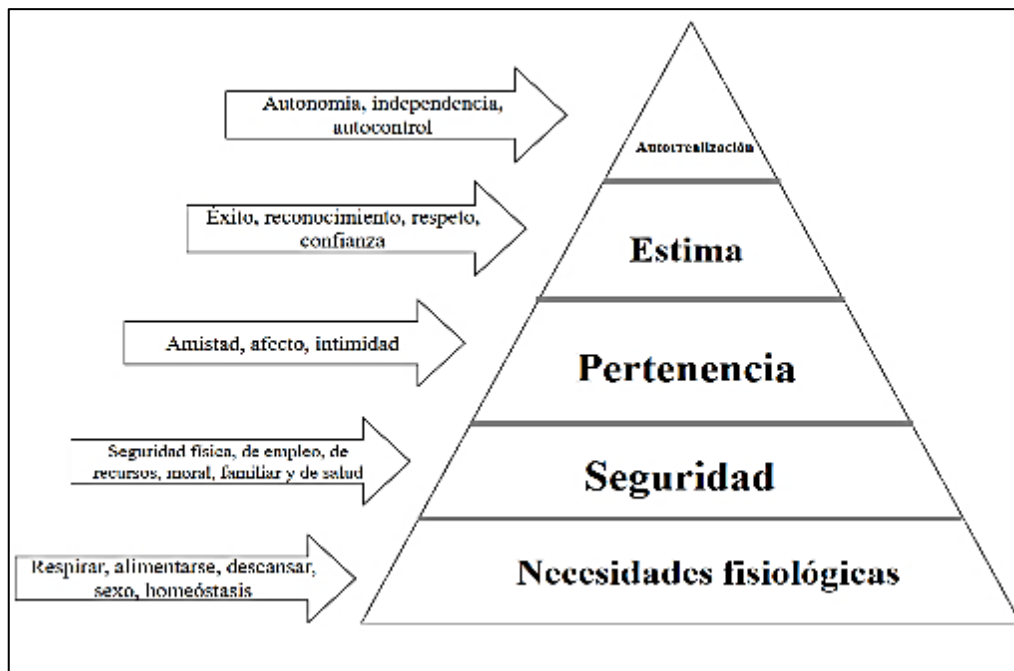 Autonomía, independencia,
autocontrol
Autorrealización
Éxito, reconocimiento, respeto,
confianza
Estima
Amistad, afecto, intimidad
Pertenencia
Seguridad física, de empleo, de
recursos, moral, familiar y de salud
Seguridad
Respirar, alimentarse, descansar,
sexo, homeóstasis
Necesidades fisiológicas